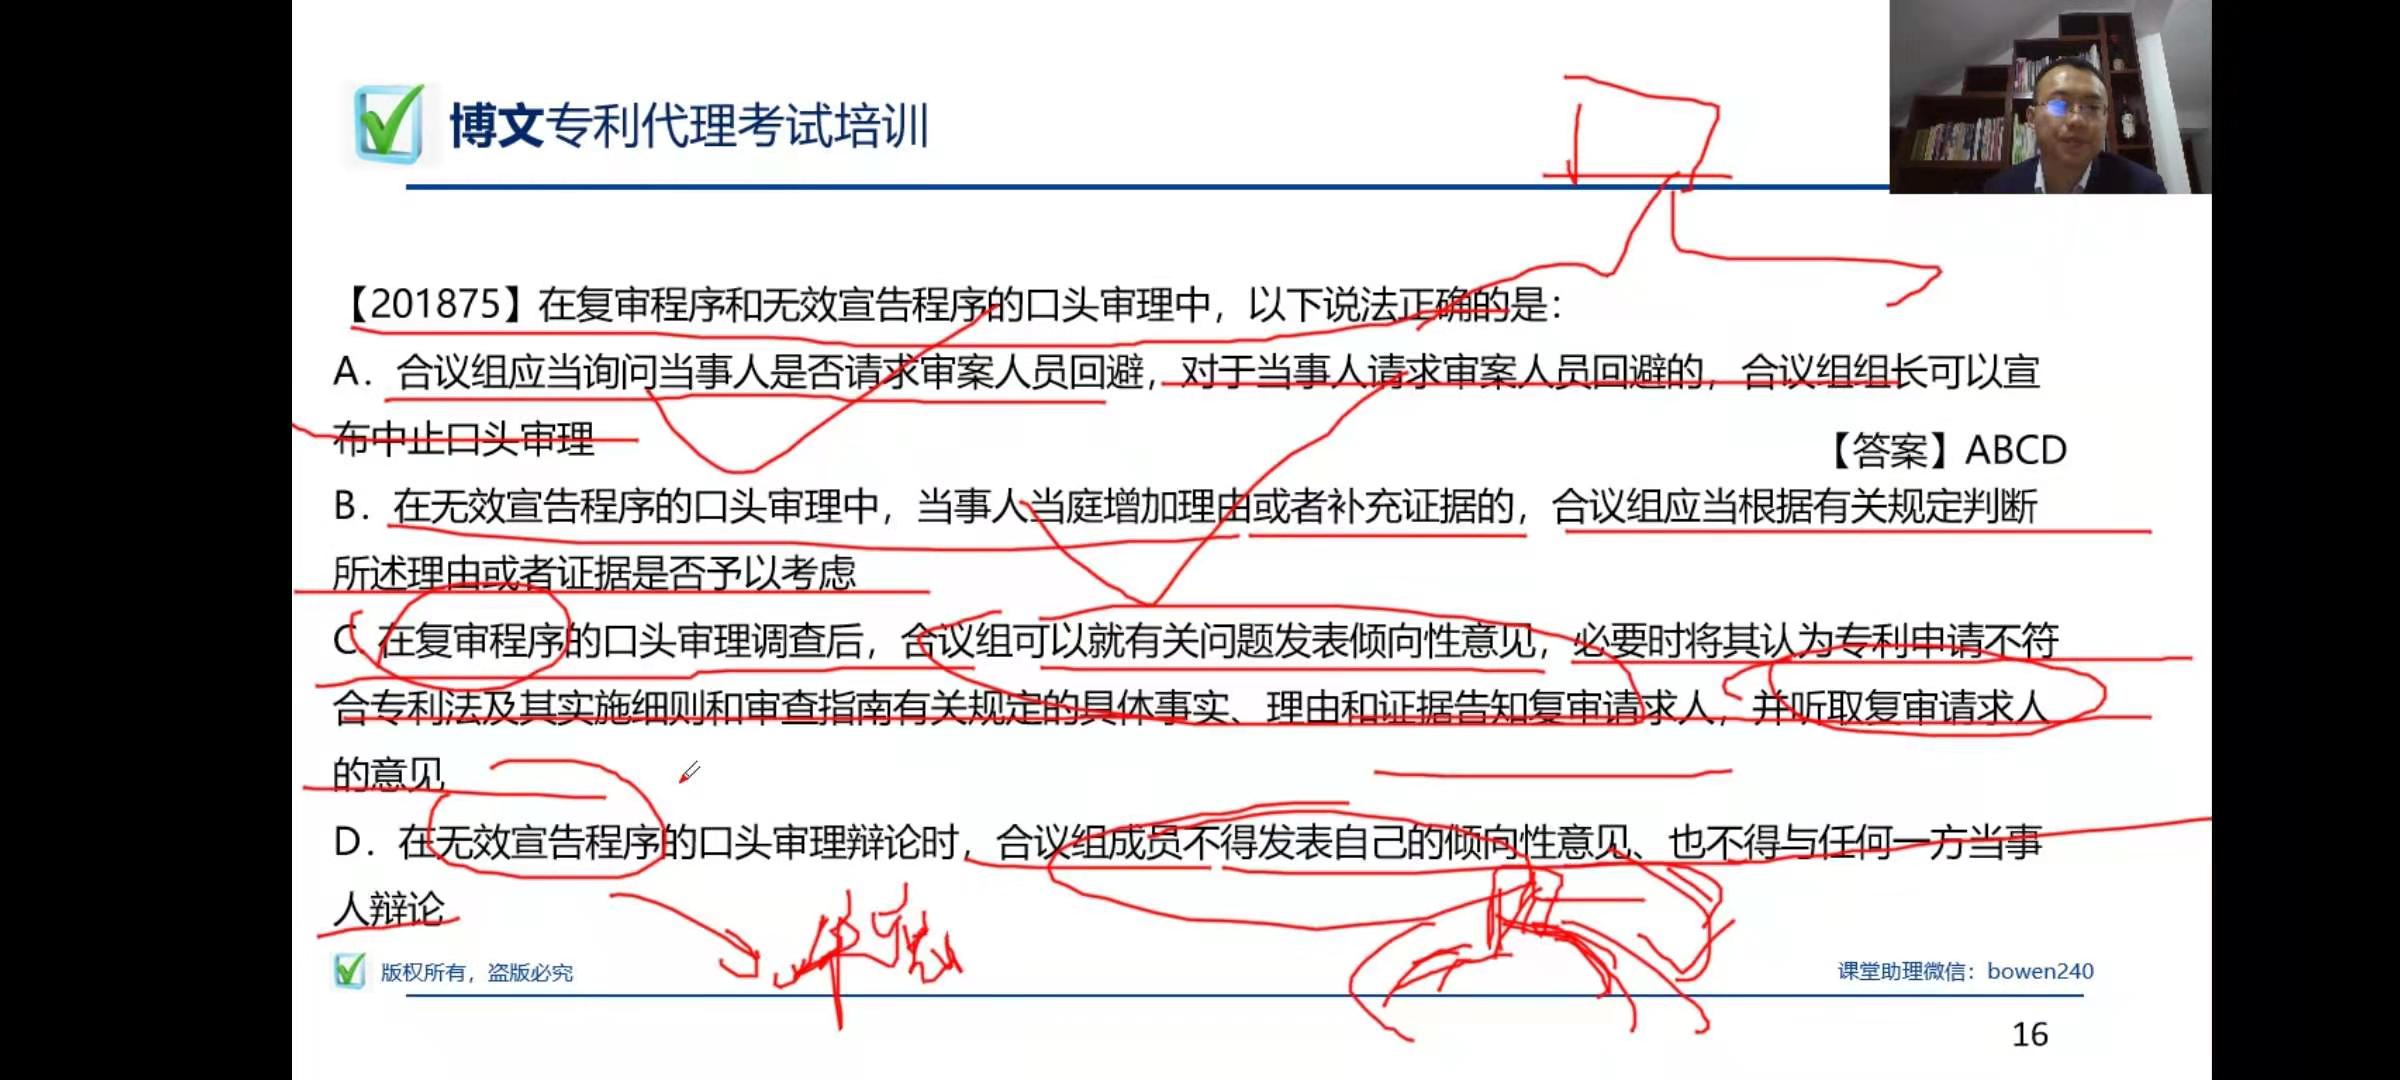 博文专利代理考试培训
【201875】在复审程序和无效宣告程序的口头审理中，以下说法正确的是：
A．合议组应当询问当事人是否请求审案人员回避，对于当事人请求审案人员回避的，合议组组长可以宣
布中止口头审理
【答案】ABCD
B．在无效宣告程序的口头审理中，当事人当庭增加理由或者补充证据的，合议组应当根据有关规定判断
所述理由或者证据是否予以考虑
C 在复审程序的口头审理调查后，合议组可以就有关问题发表倾向性意见，必要时将其认为专利申请不符
合专利法及其实施细则和审查指南有关规定的具体事实、理由和证据告知复审请求人，并听取复审请求人
的意见
D．在无效宣告程序的口头审理辩论时，合议组成员不得发表自己的倾向性意见、也不得与任何一方当事
人辩论
版权所有，盗版必究
课堂助理微信：bowen240
16